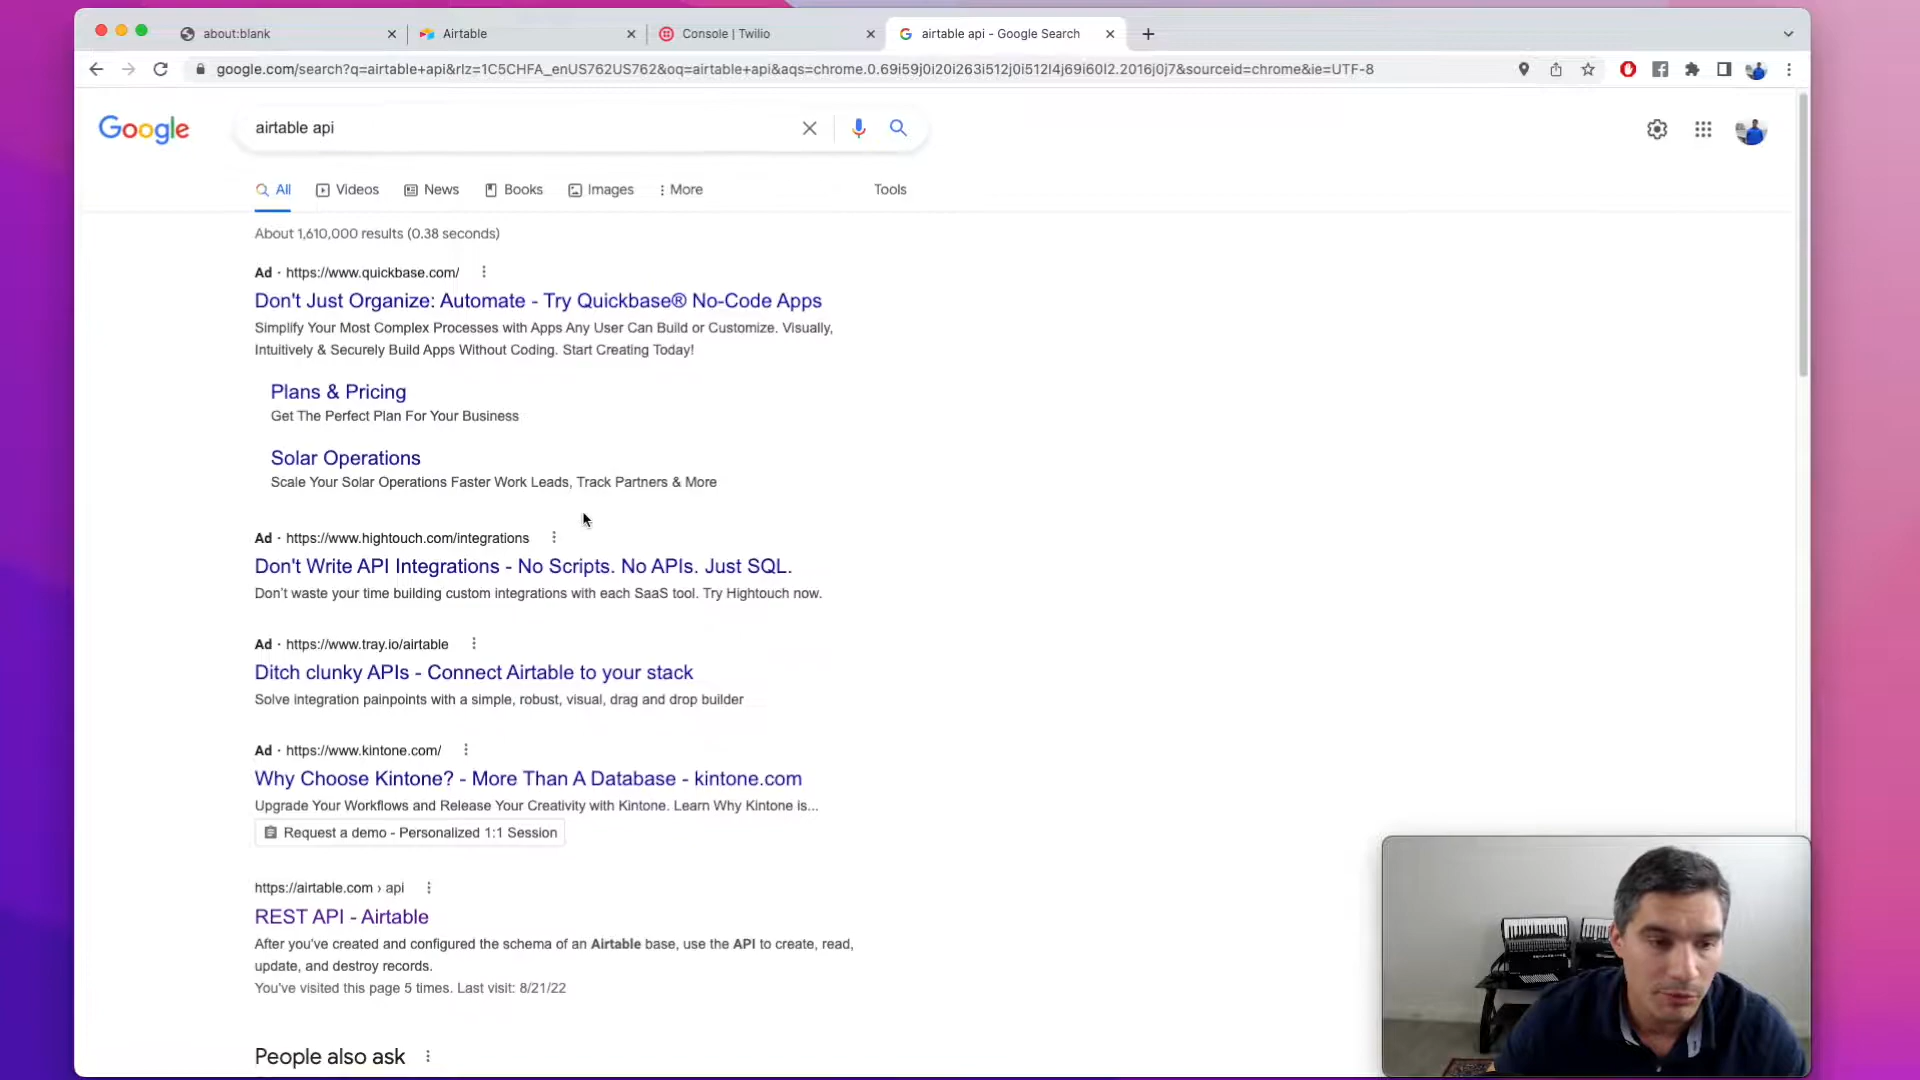 about:blank
Airtable
Console | Twilio
airtable api - Google Search
google.com/search?q=airtable+api&rlz=1C5CHFA_enUS762US762&oq=airtable+api&aqs=chrome.0.69i59j0i20i263i512j0i512l4j69i60l2.2016j0j7&sourceid=chrome&ie=UTF-8
Google
airtable api
All
Videos
News
Books
Images
More
Tools
About 1,610,000 results (0.38 seconds)
Ad · https://www.quickbase.com/
Don't Just Organize: Automate - Try Quickbase® No-Code Apps
Simplify Your Most Complex Processes with Apps Any User Can Build or Customize. Visually,
Intuitively & Securely Build Apps Without Coding. Start Creating Today!
Plans & Pricing
Get The Perfect Plan For Your Business
Solar Operations
Scale Your Solar Operations Faster Work Leads, Track Partners & More
Ad · https://www.hightouch.com/integrations
Don't Write API Integrations - No Scripts. No APIs. Just SQL.
Don't waste your time building custom integrations with each SaaS tool. Try Hightouch now.
Ad · https://www.tray.io/airtable
Ditch clunky APIs - Connect Airtable to your stack
Solve integration painpoints with a simple, robust, visual, drag and drop builder
Ad · https://www.kintone.com/
Why Choose Kintone? - More Than A Database - kintone.com
Upgrade Your Workflows and Release Your Creativity with Kintone. Learn Why Kintone is...
Request a demo - Personalized 1:1 Session
https://airtable.com › api
REST API - Airtable
After you've created and configured the schema of an Airtable base, use the API to create, read,
update, and destroy records.
You've visited this page 5 times. Last visit: 8/21/22
People also ask